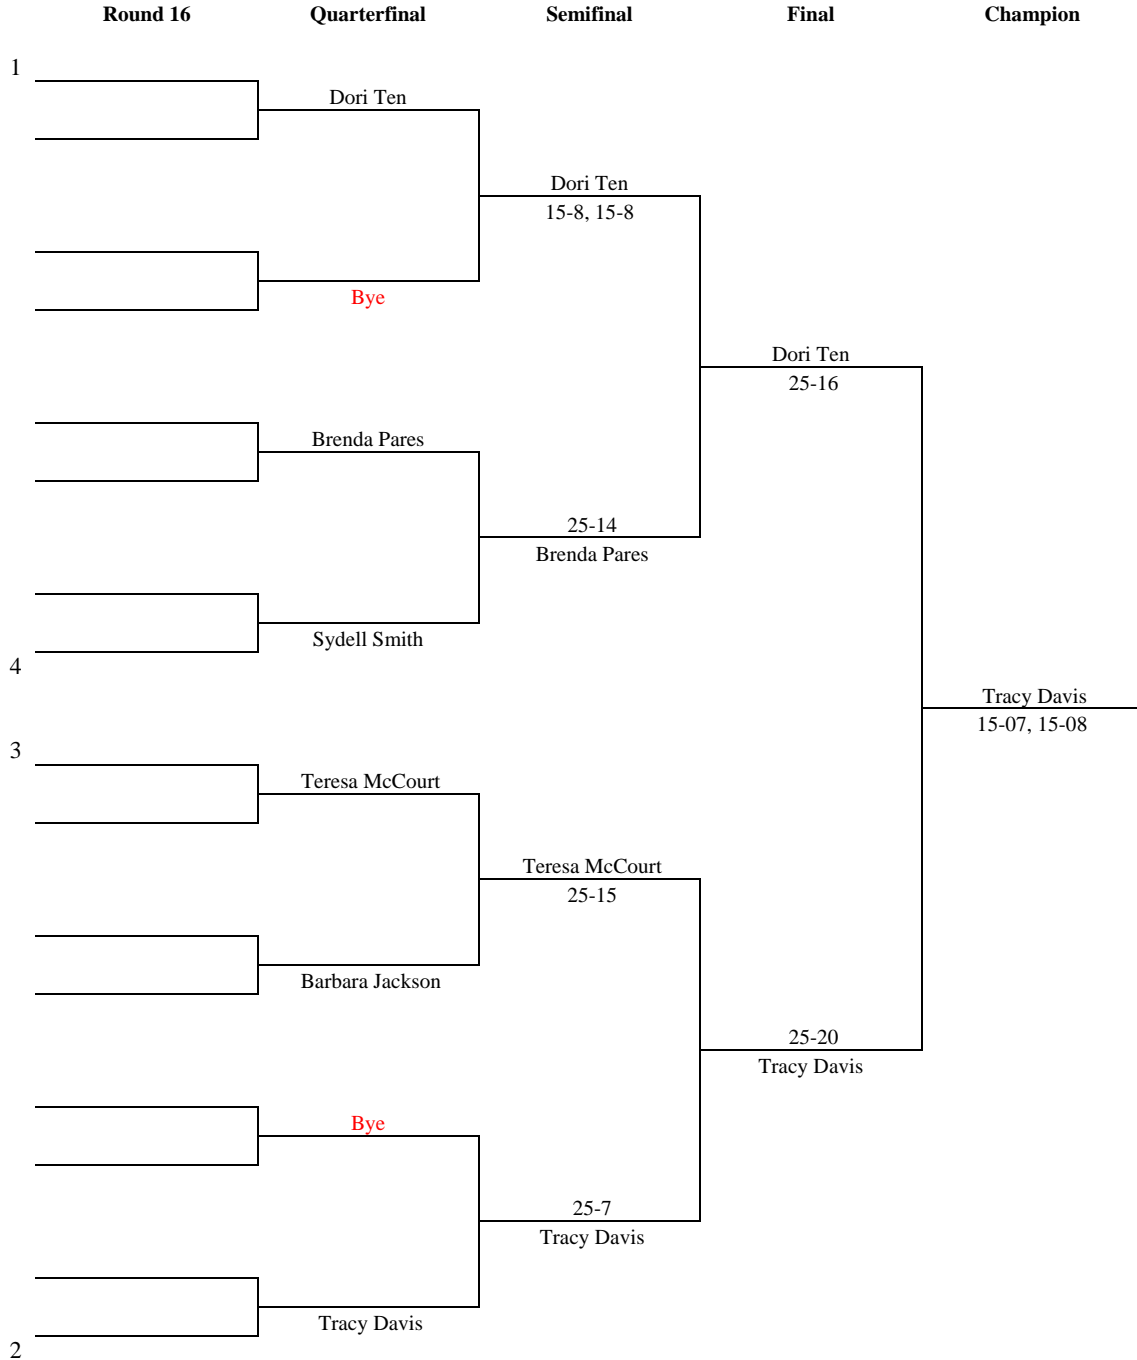 Round 16 Quarterfinal Semifinal Final Champion
1
Dori Ten
Dori Ten
15-8, 15-8
Bye
Dori Ten
25-16
Brenda Pares
25-14
Brenda Pares
Sydell Smith
4
Tracy Davis
15-07, 15-08
3
Teresa McCourt
Teresa McCourt
25-15
Barbara Jackson
25-20
Tracy Davis
Bye
25-7
Tracy Davis
Tracy Davis
2